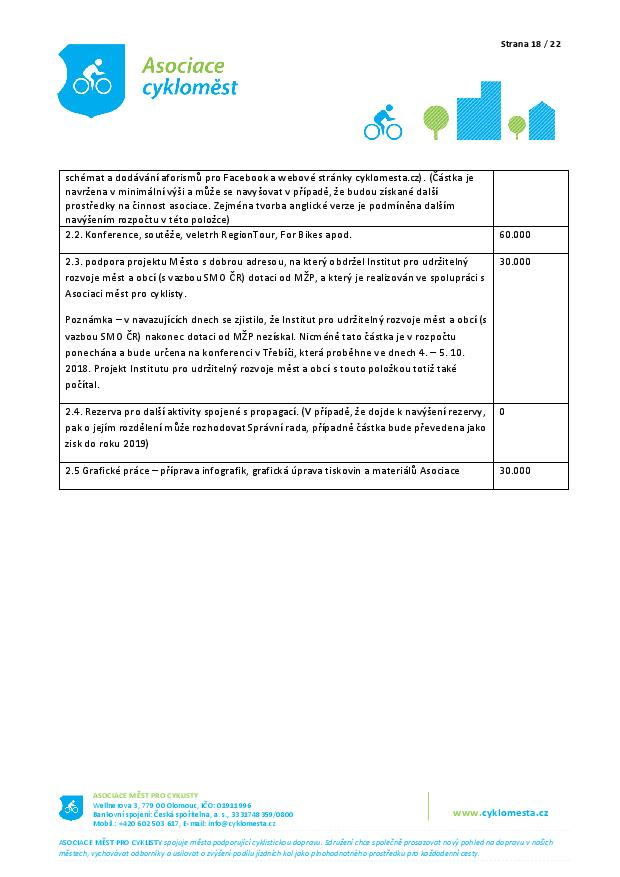 Strana 18 / 22
Asociace
cykloměst
schémat a dodávání aforismů pro Facebook a webové stránky cyklomesta.cz). (Částka je
navržena v minimální výši a může se navyšovat v případě, že budou získané další
prostředky na činnost asociace. Zejména tvorba anglické verze je podmíněna dalším
navýšením rozpočtu v této položce)
2.2. Konference, soutěže, veletrh RegionTour, For Bikes apod. 60.000
2.3. podpora projektu Město s dobrou adresou, na který obdržel Institut pro udržitelný 30.000
rozvoje měst a obcí (s vazbou SMO ČR) dotaci od MŽP, a který je realizován ve spolupráci s
Asociaci měst pro cyklisty.
Poznámka – v navazujících dnech se zjistilo, že Institut pro udržitelný rozvoje měst a obcí (s
vazbou SMO ČR) nakonec dotaci od MŽP nezískal. Nicméně tato částka je v rozpočtu
ponechána a bude určena na konferenci v Třebíči, která proběhne ve dnech 4. – 5. 10.
2018. Projekt Institutu pro udržitelný rozvoje měst a obcí s touto položkou totiž také
počítal.
2.4. Rezerva pro další aktivity spojené s propagací. (V případě, že dojde k navýšení rezervy, 0
pak o jejím rozdělení může rozhodovat Správní rada, případně částka bude převedena jako
zisk do roku 2019)
2.5 Grafické práce – příprava infografik, grafická úprava tiskovin a materiálů Asociace 30.000
ASOCIACE MĚST PRO CYKLISTY
Wellnerova 3, 779 00 Olomouc, IČO: 01911996
Bankovní spojení: Česká spořitelna, a. s., 3331748359/0800
Mobil.: +420 602 503 617, E-mail: info@cyklomesta.cz
www.cyklomesta.cz
ASOCIACE MĚST PRO CYKLISTY spojuje města podporující cyklistickou dopravu. Sdružení chce společně prosazovat nový pohled na dopravu v našich
městech, vychovávat odborníky a usilovat o zvýšení podílu jízdních kol jako plnohodnotného prostředku pro každodenní cesty.